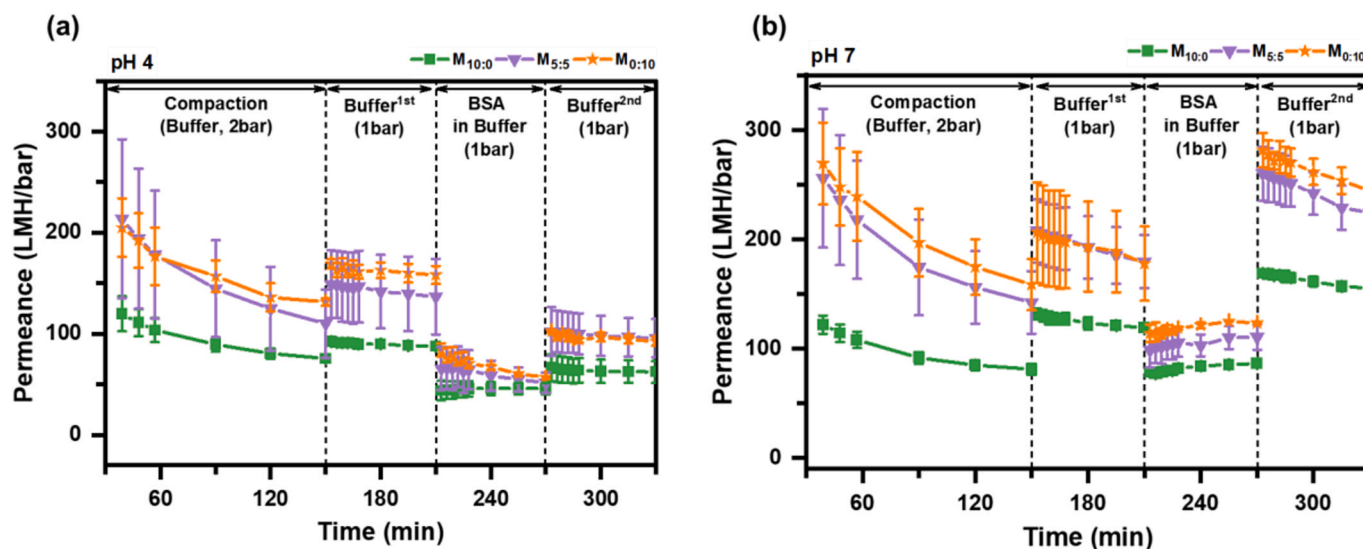 (a)
pH 4
M10:0 M5:5 M0:10
Compaction
(Buffer, 2bar)
Buffer1st
(1bar)
BSA
in Buffer
(1bar)
Buffer2nd
(1bar)
300
200
100
0
Permeance (LMH/bar)
60 120 180 240 300
Time (min)
(b)
pH 7
M10:0 M5:5 M0:10
Compaction
(Buffer, 2bar)
Buffer1st
(1bar)
BSA
in Buffer
(1bar)
Buffer2nd
(1bar)
300
200
100
0
Permeance (LMH/bar)
60 120 180 240 300
Time (min)